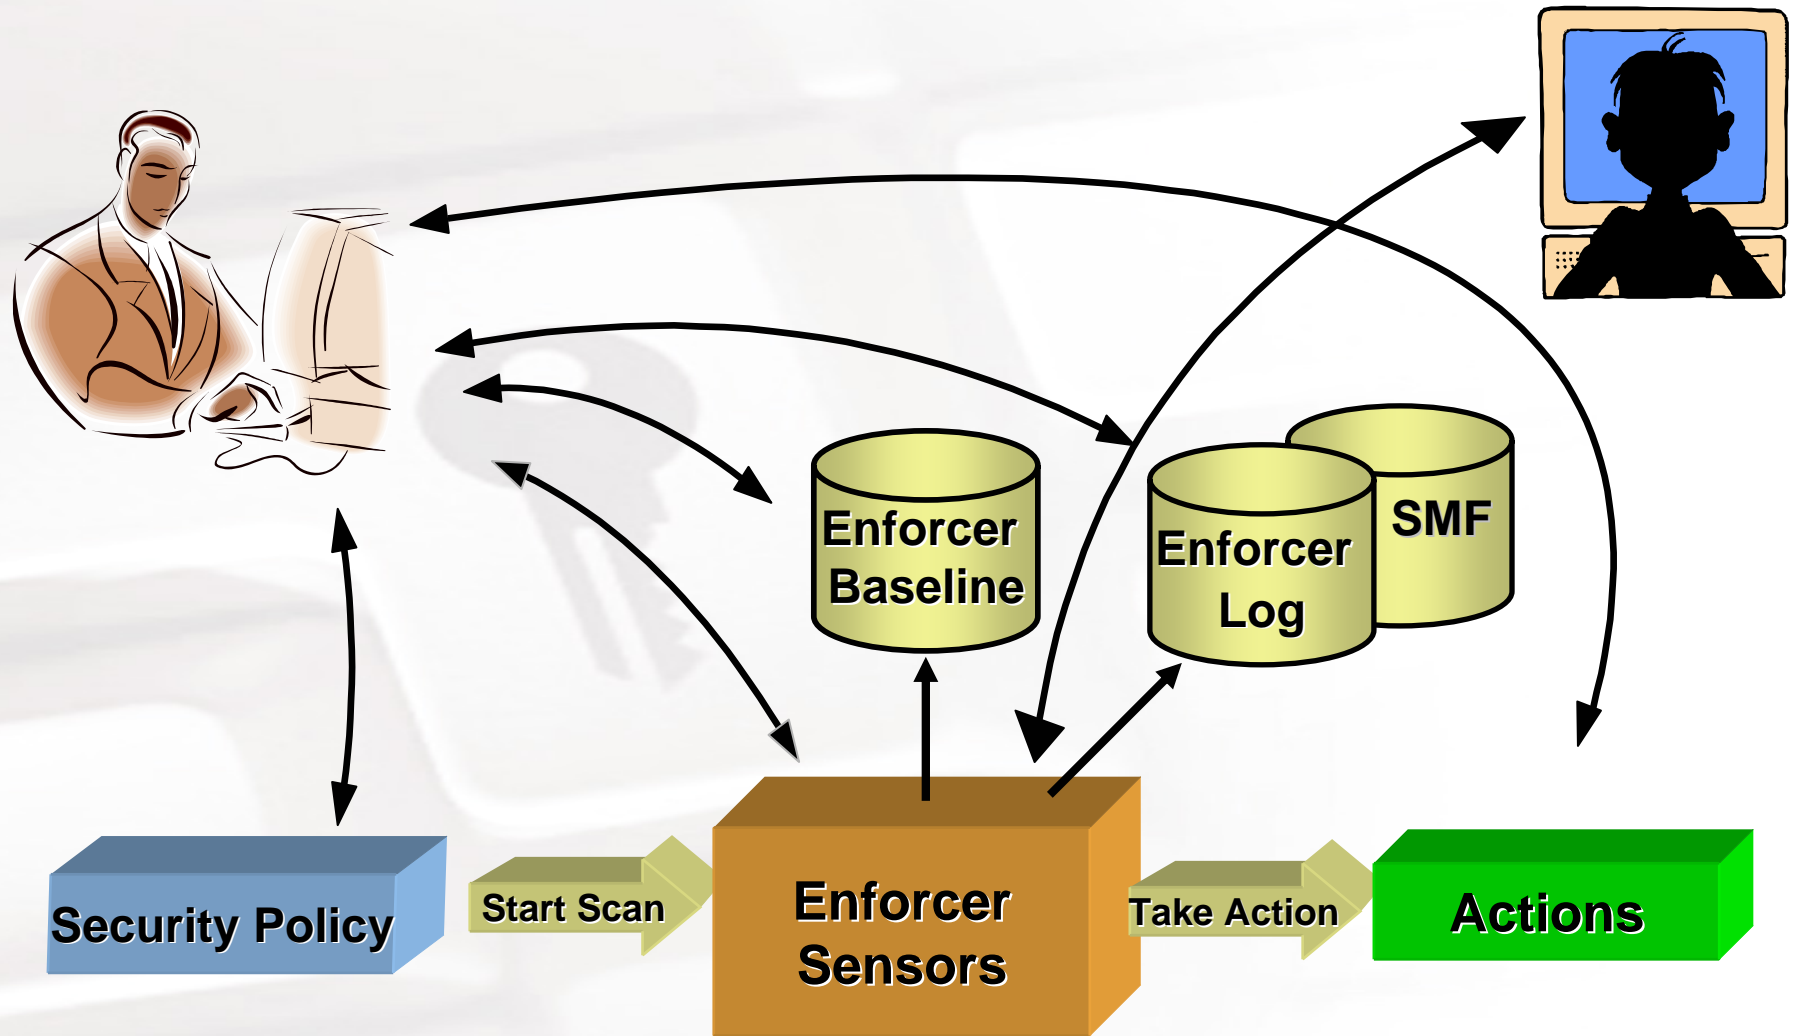 Enforcer
Baseline
Enforcer
Log
SMF
Security Policy
Start Scan
Enforcer
Sensors
Take Action
Actions